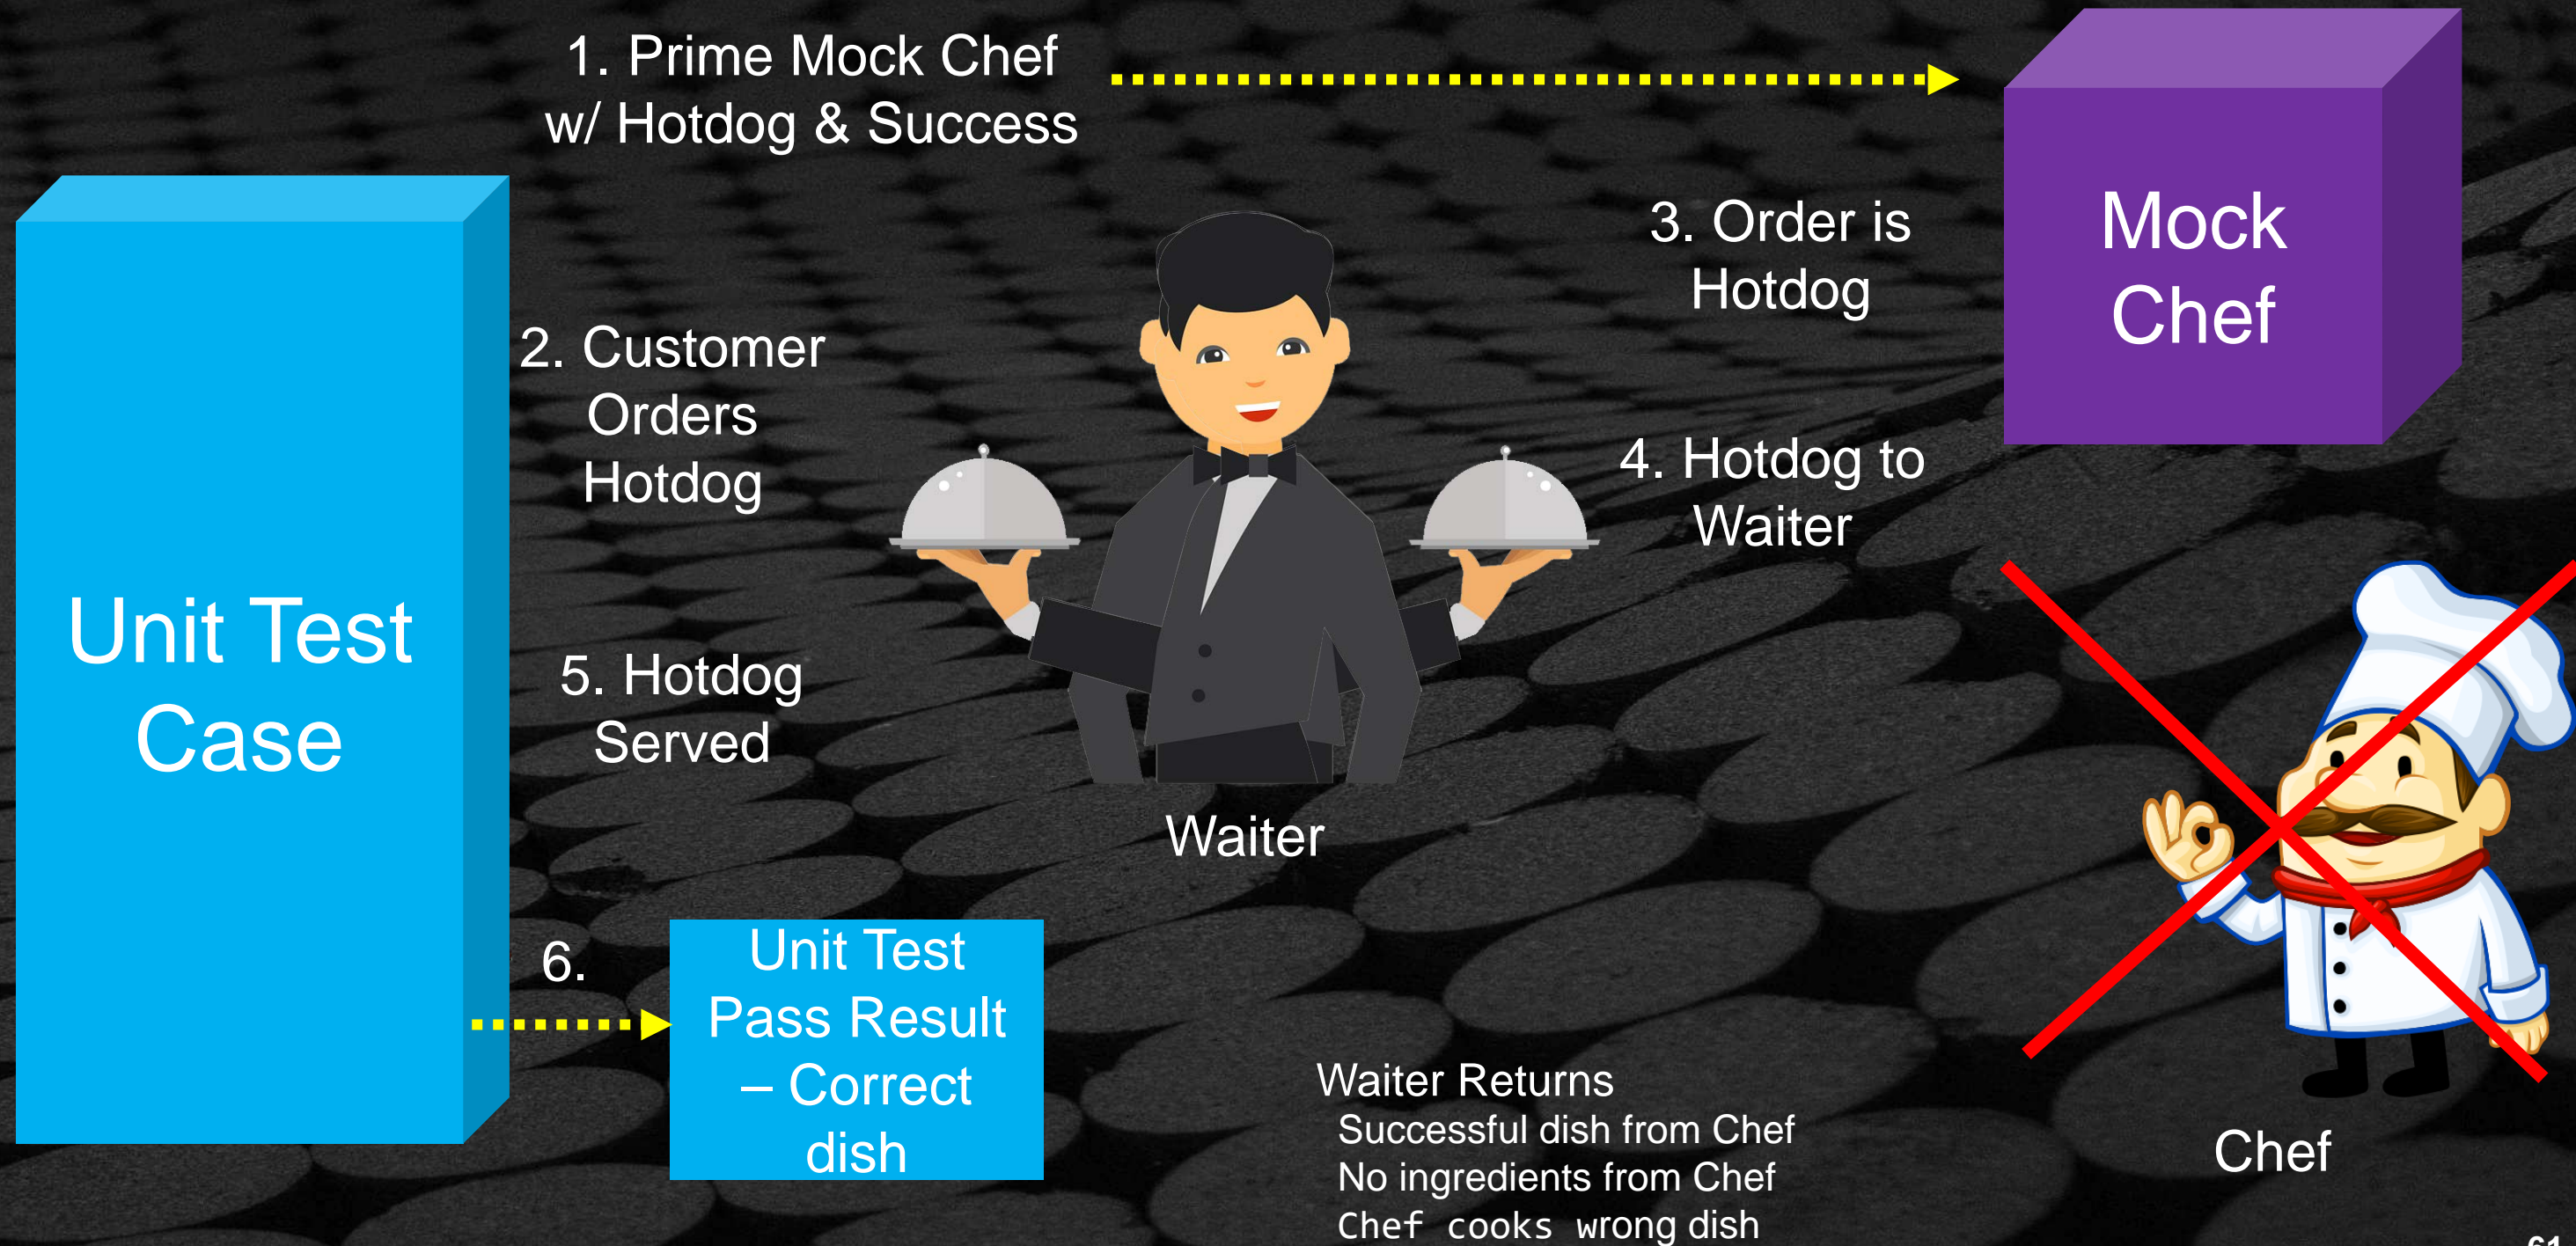 1. Prime Mock Chef
w/ Hotdog & Success
Mock
Chef
3. Order is
Hotdog
2. Customer
Orders
Hotdog
4. Hotdog to
Waiter
Unit Test
Case
5. Hotdog
Served
Waiter
6.
Unit Test
Pass Result
– Correct
dish
Waiter Returns
Successful dish from Chef
No ingredients from Chef
Chef cooks wrong dish
Chef
61